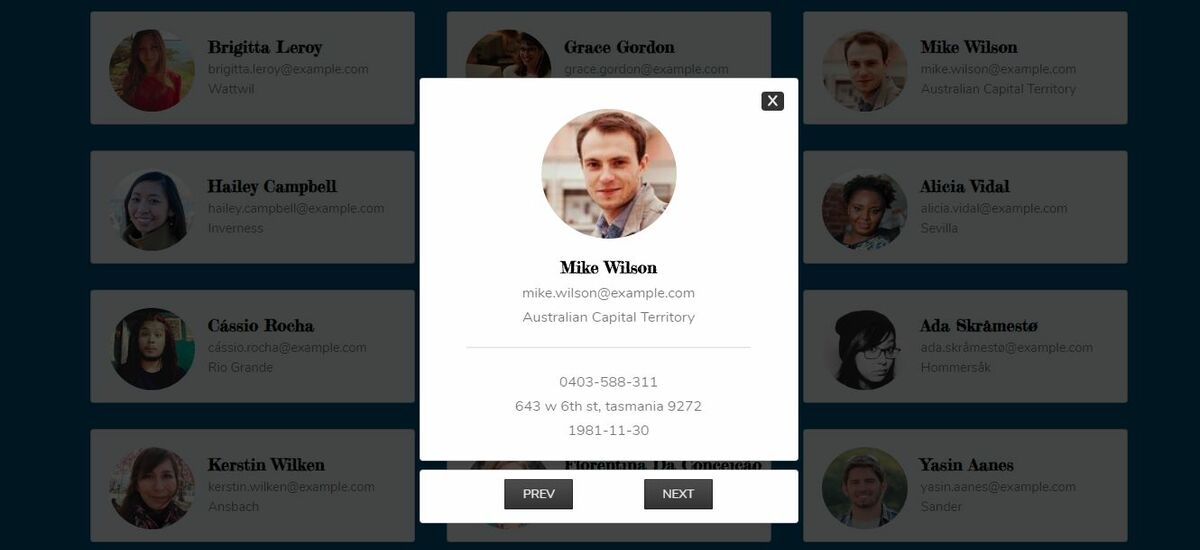 Brigitta Leroy
brigitta.leroy@example.com
Wattwil
Grace Gordon
grace.gordon@example.com
Mike Wilson
mike.wilson@example.com
Australian Capital Territory
Hailey Campbell
hailey.campbell@example.com
Inverness
X
Mike Wilson
mike.wilson@example.com
Australian Capital Territory
0403-588-311
643 w 6th st, tasmania 9272
1981-11-30
PREV
NEXT
Alicia Vidal
alicia.vidal@example.com
Sevilla
Cássio Rocha
cássio.rocha@example.com
Rio Grande
Ada Skråmestø
ada.skråmestø@example.com
Hommersåk
Kerstin Wilken
kerstin.wilken@example.com
Ansbach
Florentina Da Conceição
Yasin Aanes
yasin.aanes@example.com
Sander